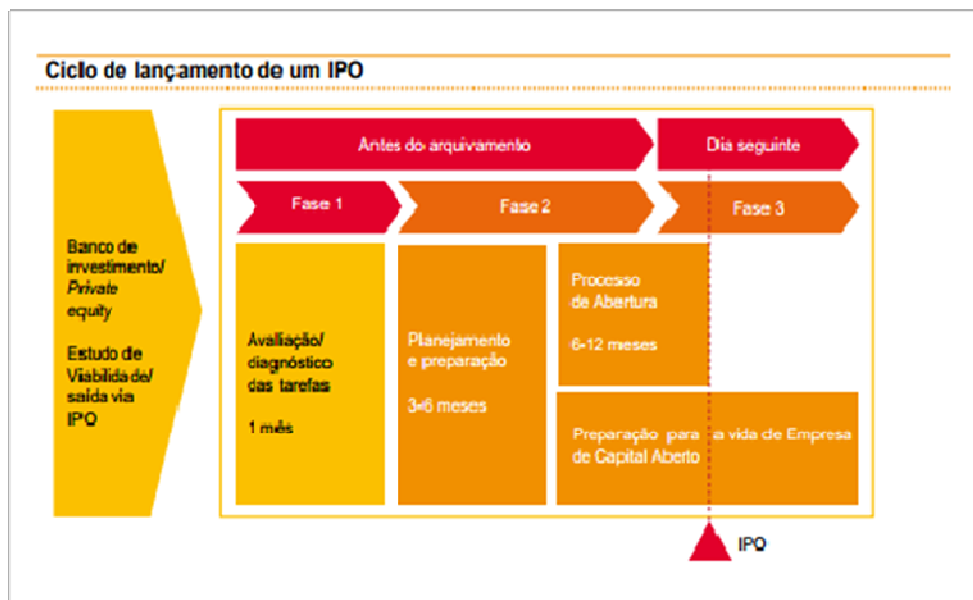 Ciclo de lançamento de um IPO
Antes do arquivamento
Dia seguinte
Fase 1
Fase 2
Fase 3
Banco de
investimento/
Private
equity
Estudo de
Viabilidade/
saída via
IPO
Avaliação/
diagnóstico
das tarefas
1 mês
Planejamento
e preparação
3-6 meses
Processo
de Abertura
6-12 meses
Preparação para a vida de Empresa
de Capital Aberto
IPO